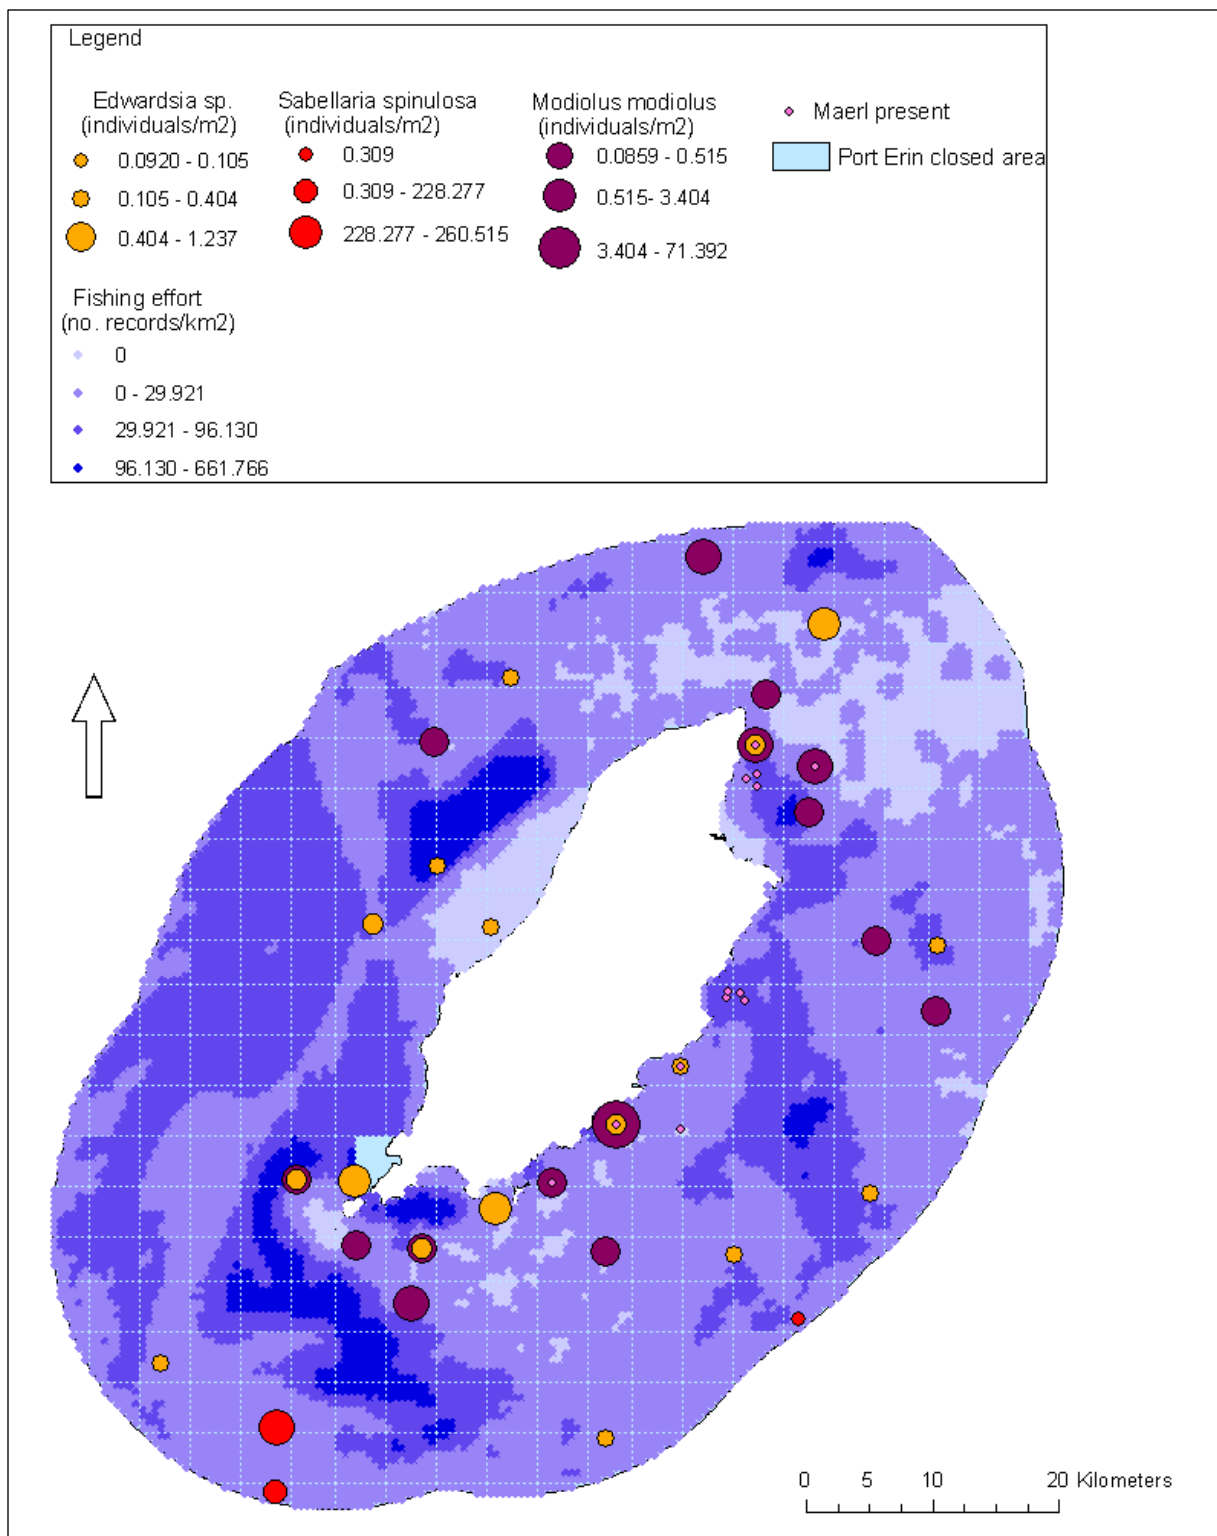 Legend
Edwardsia sp.
(individuals/m2)
0.0920 - 0.105
0.105 - 0.404
0.404 - 1.237
Sabellaria spinulosa
(individuals/m2)
0.309
0.309 - 228.277
228.277 - 260.515
Modiolus modiolus
(individuals/m2)
0.0859 - 0.515
0.515- 3.404
3.404 - 71.392
Maerl present
Port Erin closed area
Fishing effort
(no. records/km2)
0
0 - 29.921
29.921 - 96.130
96.130 - 661.766
0 5 10 20 Kilometers